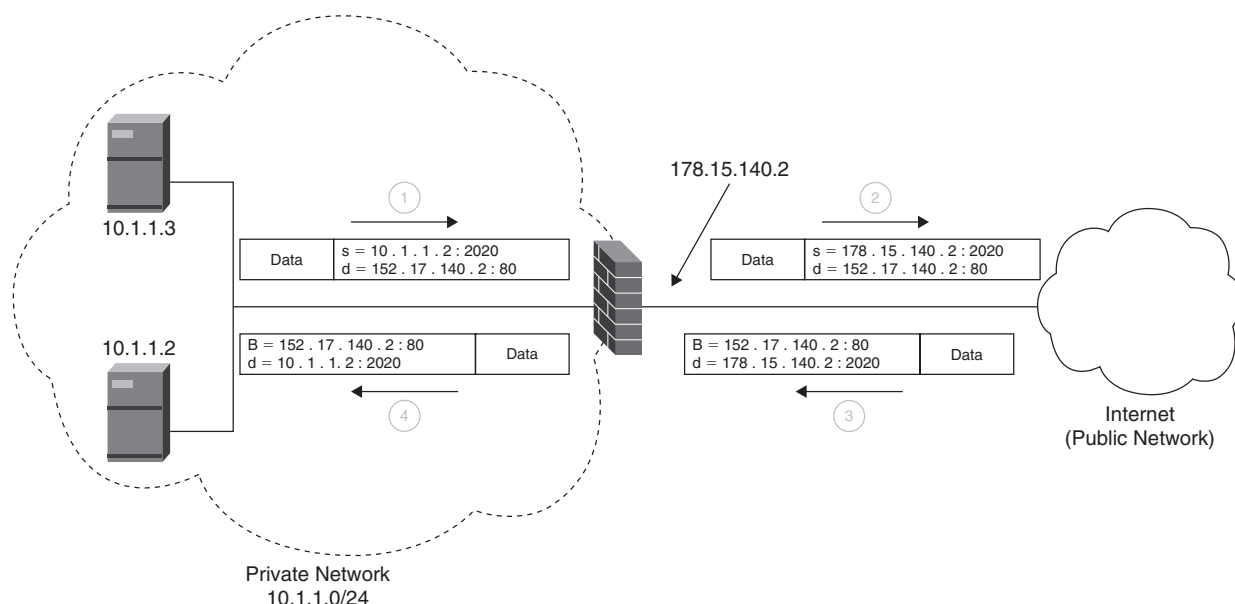 178.15.140.2
1
2
10.1.1.3
Data
s = 10 . 1 . 1 . 2 : 2020
d = 152 . 17 . 140 . 2 : 80
Data
s = 178 . 15 . 140 . 2 : 2020
d = 152 . 17 . 140 . 2 : 80
10.1.1.2
B = 152 . 17 . 140 . 2 : 80
d = 10 . 1 . 1. 2 : 2020
Data
B = 152 . 17 . 140 . 2 : 80
d = 178 . 15 . 140. 2 : 2020
Data
4
3
Internet
(Public Network)
Private Network
10.1.1.0/24